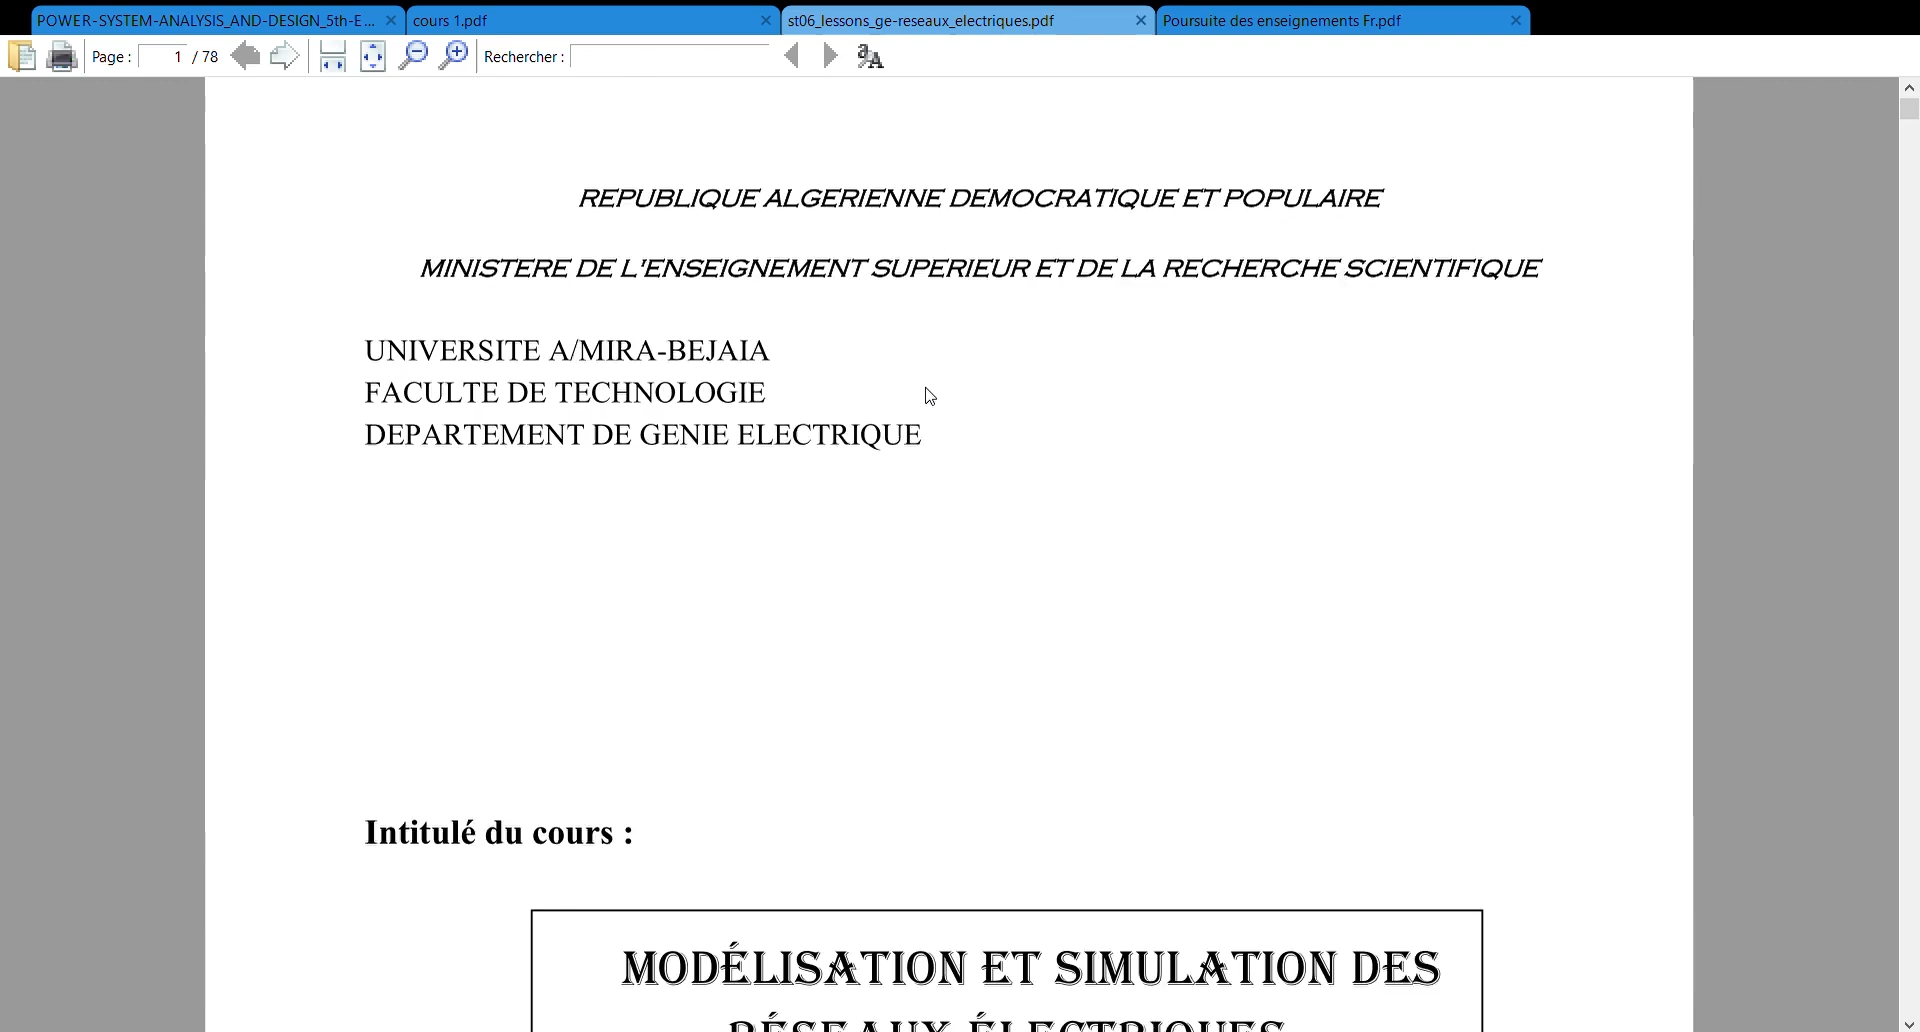 POWER-SYSTEM-ANALYSIS_AND-DESIGN_5th-E...
cours 1.pdf
st06_lessons_ge-reseaux_electriques.pdf
Poursuite des enseignements Fr.pdf
Page : 1 / 78 Rechercher :
REPUBLIQUE ALGERIENNE DEMOCRATIQUE ET POPULAIRE
MINISTERE DE L'ENSEIGNEMENT SUPERIEUR ET DE LA RECHERCHE SCIENTIFIQUE
UNIVERSITE A/MIRA-BEJAIA
FACULTE DE TECHNOLOGIE
DEPARTEMENT DE GENIE ELECTRIQUE
Intitulé du cours :
MODÉLISATION ET SIMULATION DES
RÉSEAUX ÉLECTRIQUES